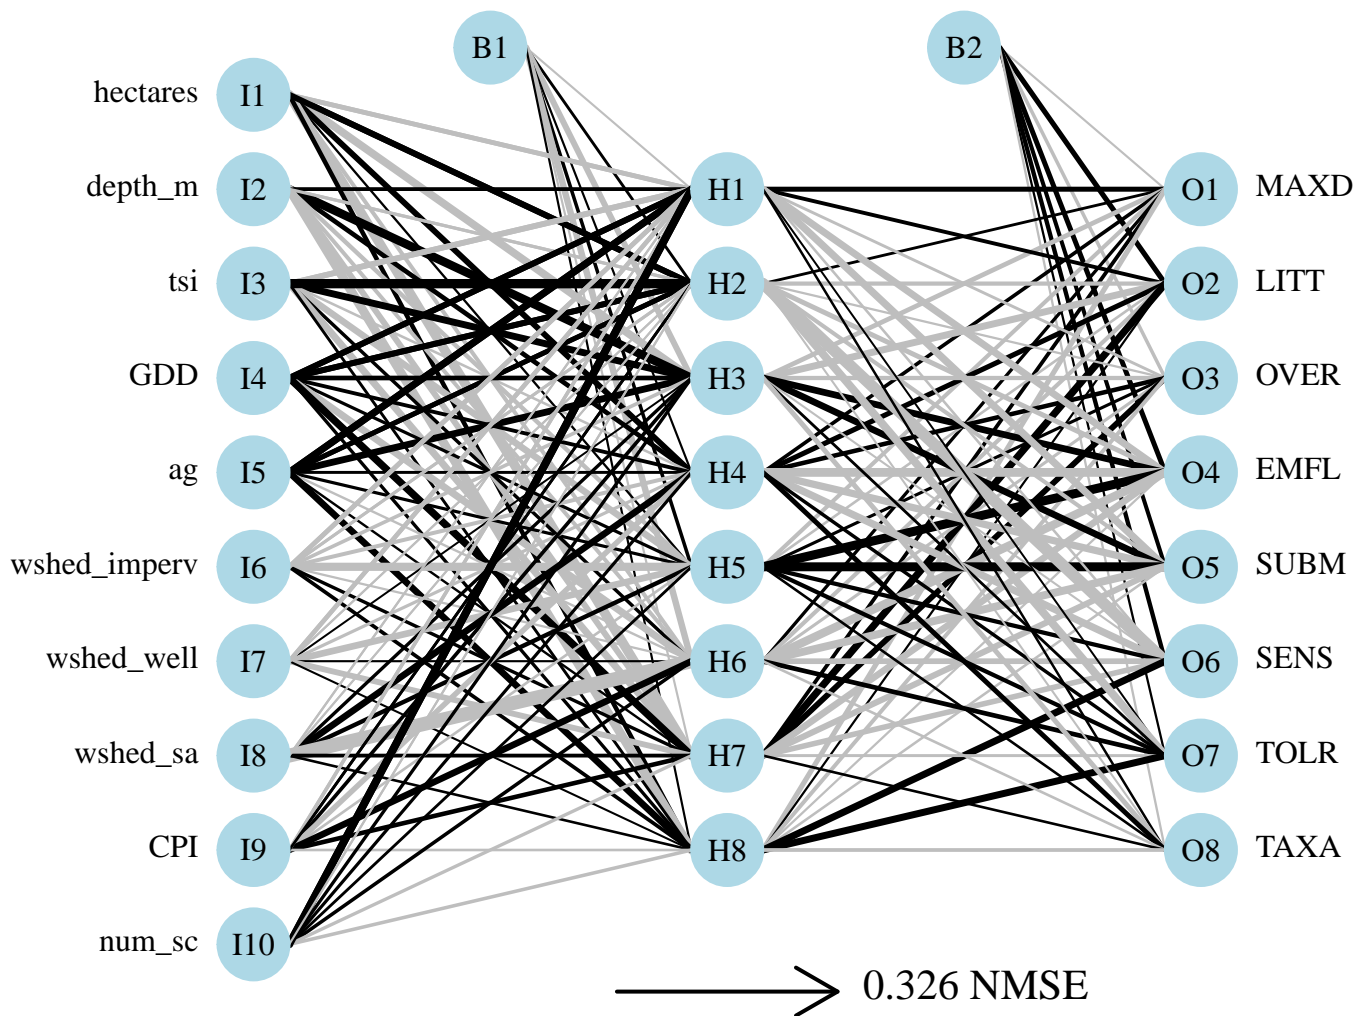 B1
B2
hectares I1
depth_m I2 H1 O1 MAXD
tsi I3 H2 O2 LITT
GDD I4 H3 O3 OVER
ag I5 H4 O4 EMFL
wshed_imperv I6 H5 O5 SUBM
wshed_well I7 H6 O6 SENS
wshed_sa I8 H7 O7 TOLR
CPI I9 H8 O8 TAXA
num_sc I10
0.326 NMSE